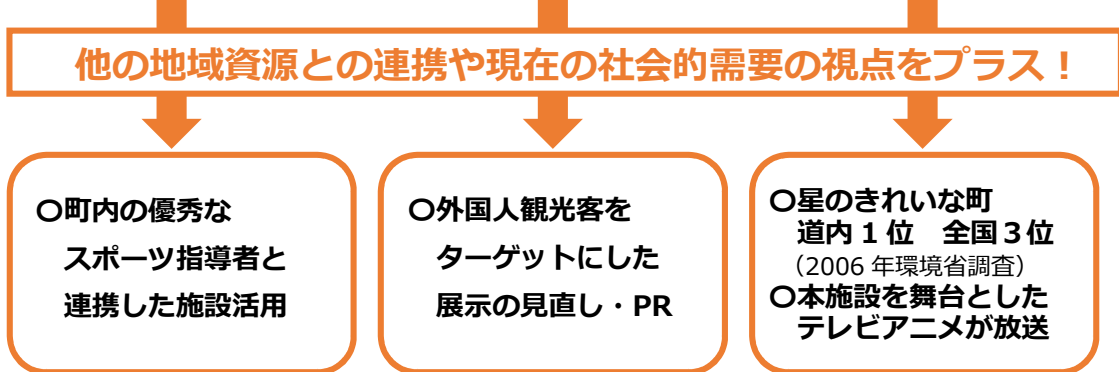 他の地域資源との連携や現在の社会的需要の視点をプラス！
〇町内の優秀な
スポーツ指導者と
連携した施設活用
〇外国人観光客を
ターゲットにした
展示の見直し・PR
〇星のきれいな町
道内１位　全国３位
（2006 年環境省調査）
〇本施設を舞台とした
テレビアニメが放送